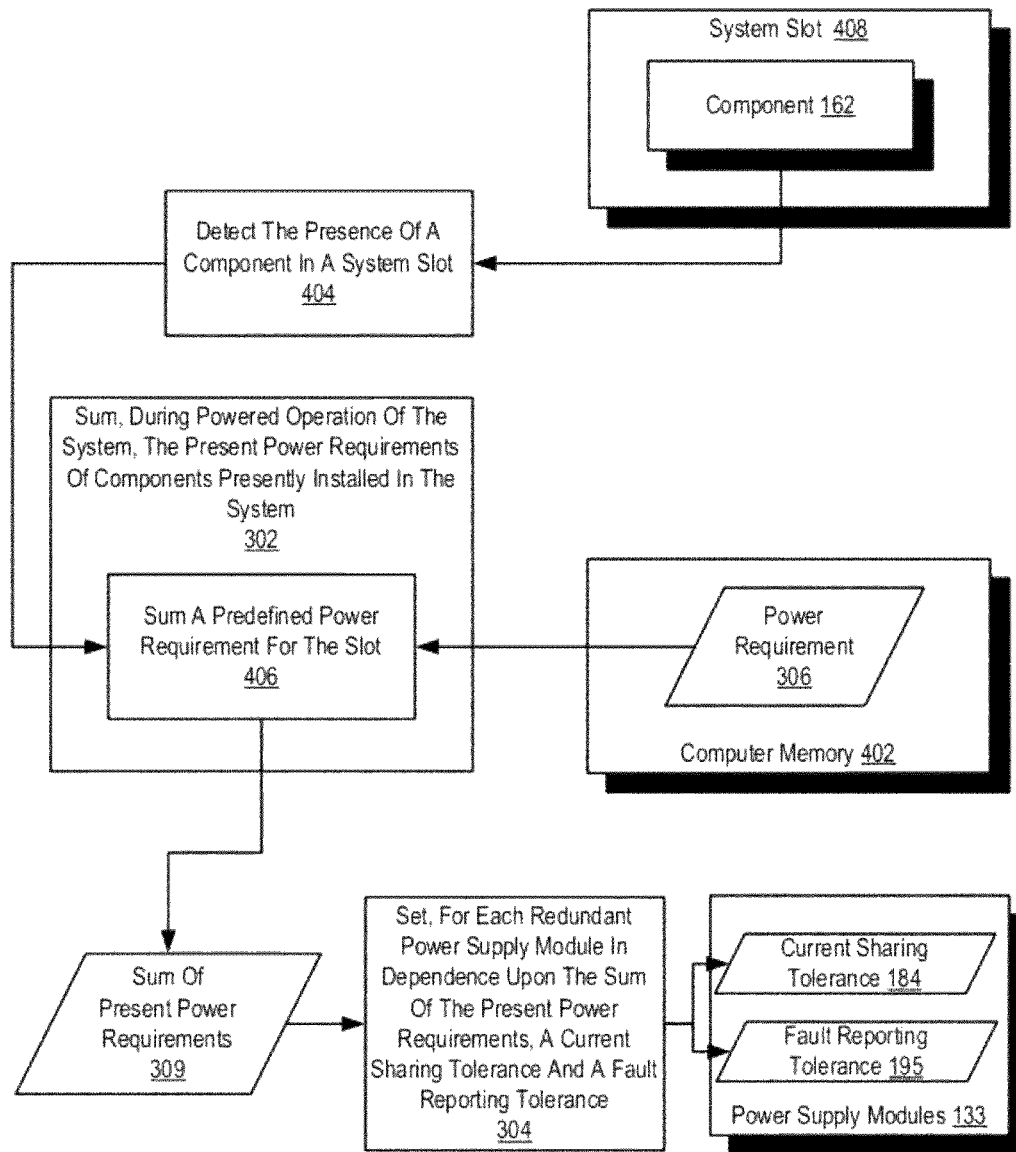 System Slot 408
Component 162
Detect The Presence Of A
Component In A System Slot
404
Sum, During Powered Operation Of The
System, The Present Power Requirements
Of Components Presently Installed In The
System
302
Sum A Predefined Power
Requirement For The Slot
406
Power
Requirement
306
Computer Memory 402
Sum Of
Present Power
Requirements
309
Set, For Each Redundant
Power Supply Module In
Dependence Upon The Sum
Of The Present Power
Requirements, A Current
Sharing Tolerance And A Fault
Reporting Tolerance
304
Current Sharing
Tolerance 184
Fault Reporting
Tolerance 195
Power Supply Modules 133